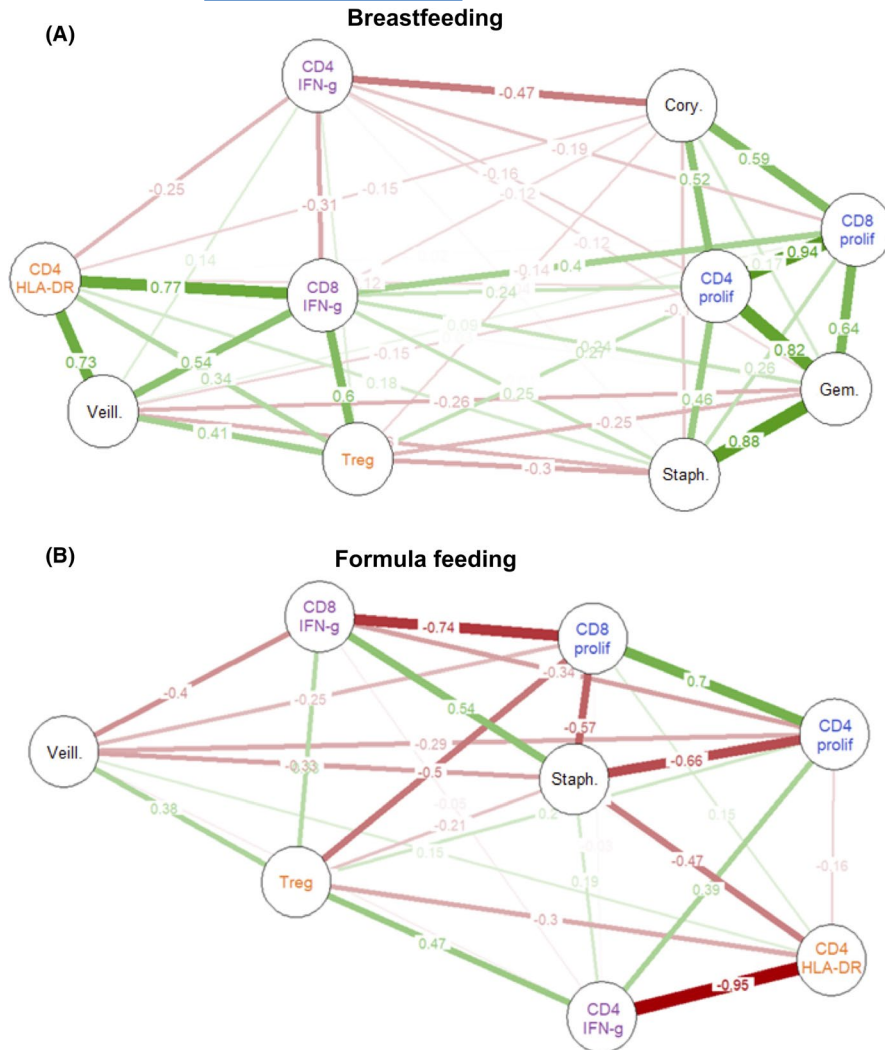 Breastfeeding
(A)
CD4
IFN-g
-0.47
Cory.
-0.19
0.59
-0.16
-0.25
-0.15
-0.12
0.52
-0.31
CD8
prolif
-0.12
0.14
0.94
0.17
CD4
HLA-DR
0.77
CD8
IFN-g
-0.14
0.4
0.24
CD4
prolif
0.64
0.09
0.82
0.73
0.54
-0.15
0.24
0.27
0.26
0.34
0.18
Veill.
0.6
0.25
0.46
Gem.
-0.26
0.41
-0.25
0.88
Treg
-0.3
Staph.
(B)
Formula feeding
CD8
IFN-g
-0.74
CD8
prolif
-0.34
0.7
-0.4
-0.25
0.54
-0.57
CD4
prolif
Veill.
-0.29
-0.33
-0.5
Staph.
-0.66
0.38
-0.05
-0.21
0.2
0.15
0.15
-0.47
-0.16
Treg
0.19
0.39
-0.3
0.47
CD4
HLA-DR
-0.95
CD4
IFN-g